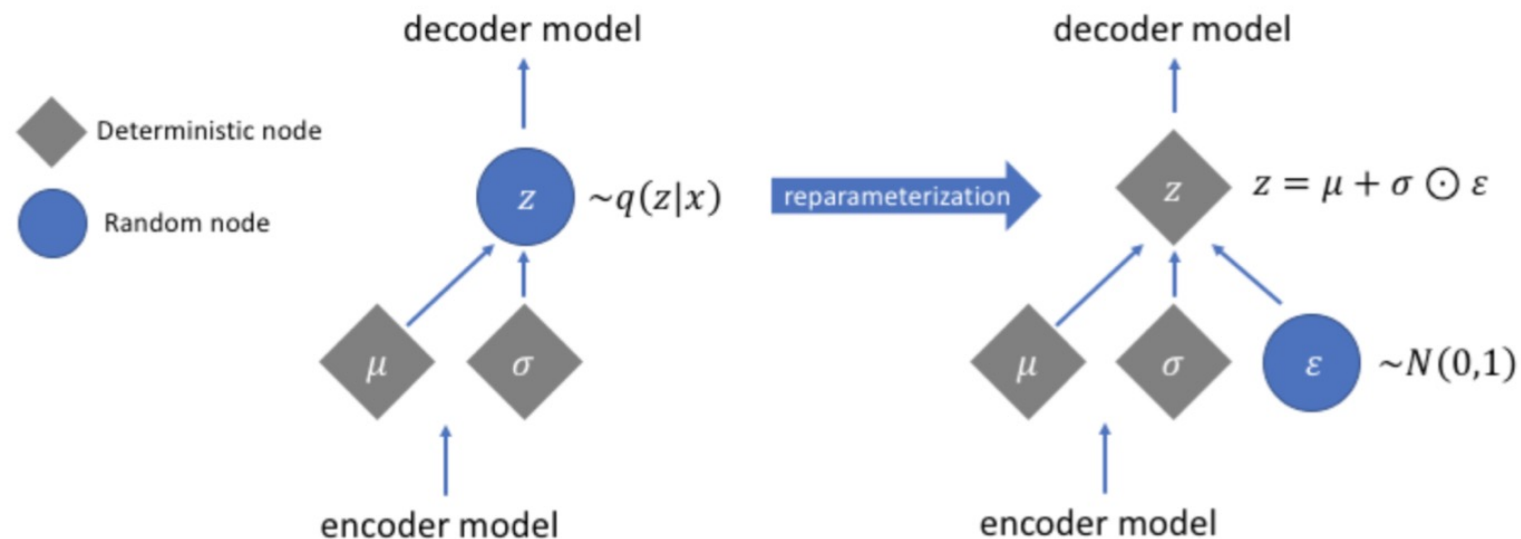 decoder model
decoder model
Deterministic node
Random node
z ~q(z|x)
reparameterization
z z = μ + σ ⊙ ε
μ σ
μ σ ε ~N(0,1)
encoder model
encoder model